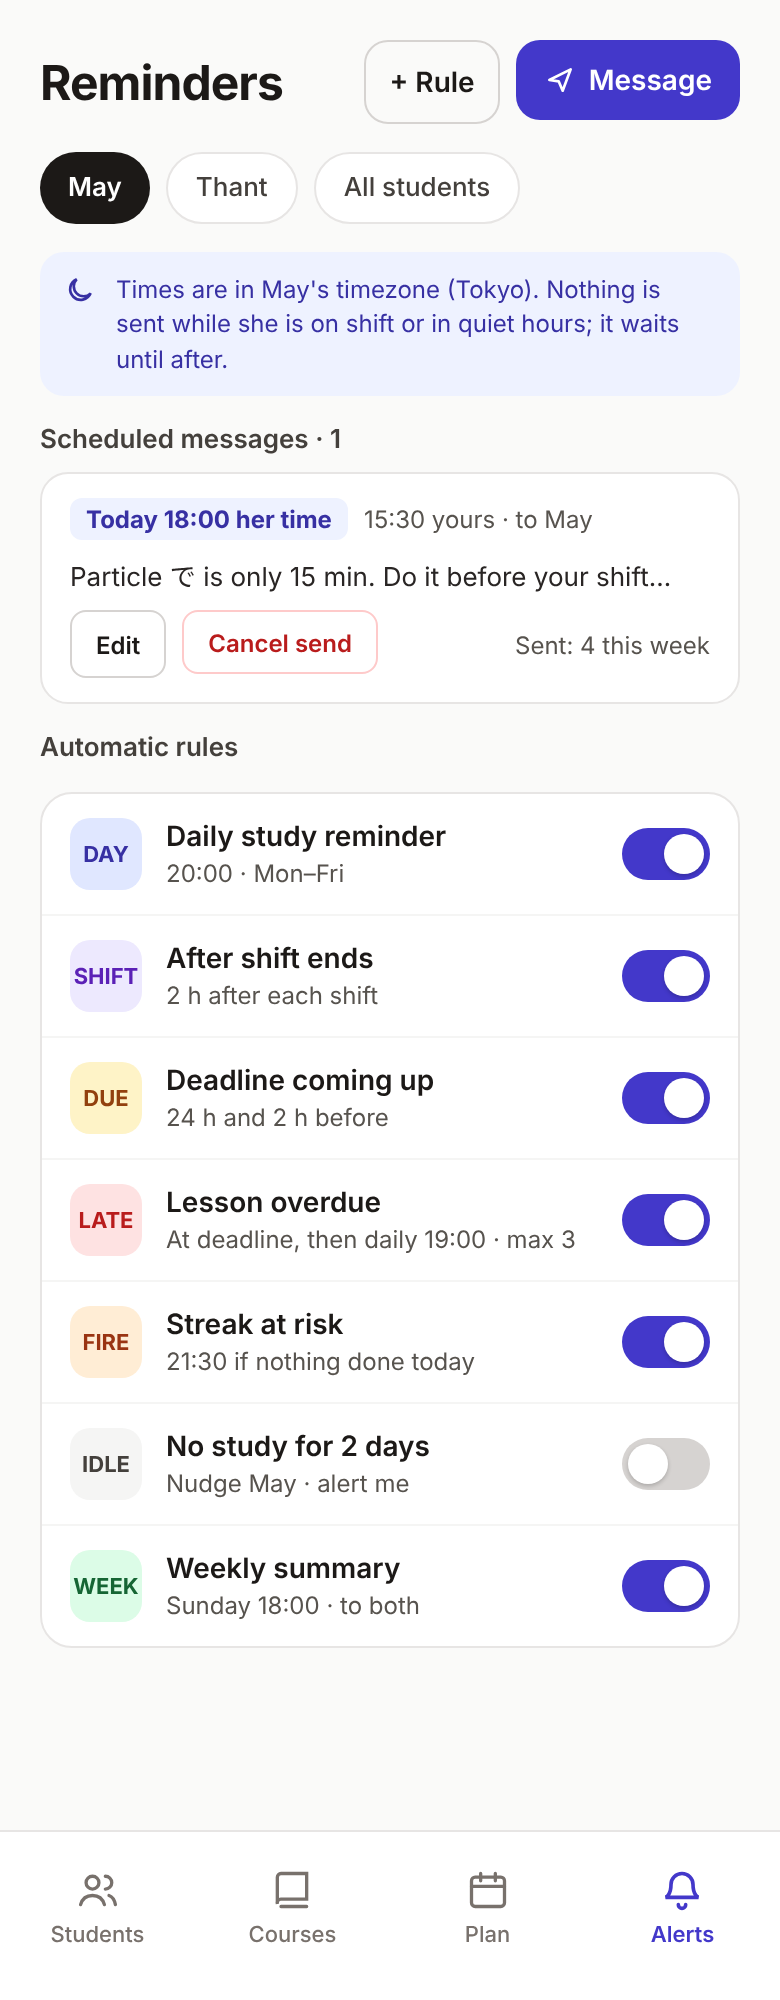 Reminders
+ Rule
Message
May
Thant
All students
Times are in May's timezone (Tokyo). Nothing is
sent while she is on shift or in quiet hours; it waits
until after.
Scheduled messages · 1
Today 18:00 her time
15:30 yours · to May
Particle で is only 15 min. Do it before your shift...
Edit
Cancel send
Sent: 4 this week
Automatic rules
DAY
Daily study reminder
20:00 · Mon–Fri
SHIFT
After shift ends
2 h after each shift
DUE
Deadline coming up
24 h and 2 h before
LATE
Lesson overdue
At deadline, then daily 19:00 · max 3
FIRE
Streak at risk
21:30 if nothing done today
IDLE
No study for 2 days
Nudge May · alert me
WEEK
Weekly summary
Sunday 18:00 · to both
Students
Courses
Plan
Alerts